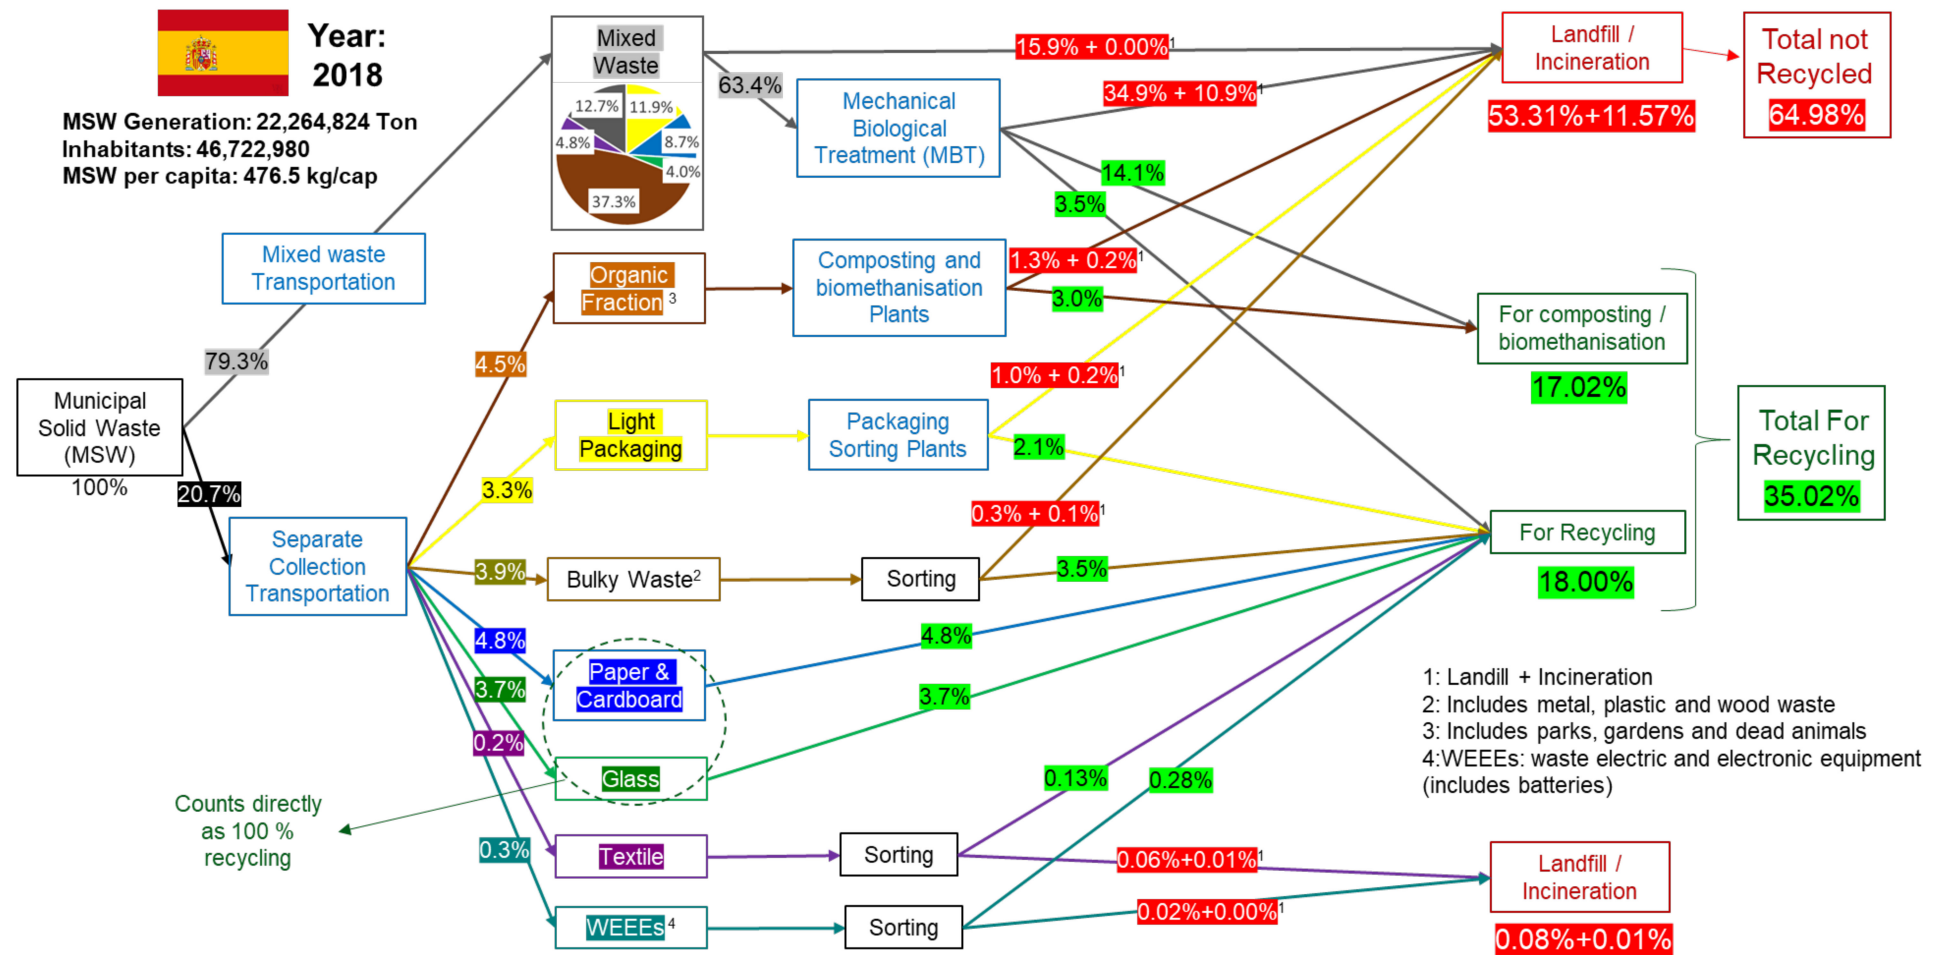 Year:
2018
MSW Generation: 22,264,824 Ton
Inhabitants: 46,722,980
MSW per capita: 476.5 kg/cap
Mixed waste
Transportation
79.3%
Municipal
Solid Waste
(MSW)
100%
20.7%
Separate
Collection
Transportation
Mixed
Waste
12.7%
11.9%
4.8%
8.7%
4.0%
37.3%
63.4%
15.9% + 0.00%¹
Mechanical
Biological
Treatment (MBT)
34.9% + 10.9%¹
14.1%
3.5%
4.5%
Organic
Fraction ³
Composting and
biomethanisation
Plants
1.3% + 0.2%¹
3.0%
3.3%
Light
Packaging
Packaging
Sorting Plants
1.0% + 0.2%¹
2.1%
3.9%
Bulky Waste²
Sorting
0.3% + 0.1%¹
3.5%
4.8%
Paper &
Cardboard
4.8%
3.7%
Glass
3.7%
Counts directly
as 100 %
recycling
0.2%
Textile
Sorting
0.13%
0.06%+0.01%¹
0.3%
WEEEs ⁴
Sorting
0.28%
0.02%+0.00%¹
Landfill /
Incineration
53.31%+11.57%
Total not
Recycled
64.98%
For composting /
biomethanisation
17.02%
For Recycling
18.00%
Total For
Recycling
35.02%
1: Landill + Incineration
2: Includes metal, plastic and wood waste
3: Includes parks, gardens and dead animals
4:WEEEs: waste electric and electronic equipment
(includes batteries)
Landfill /
Incineration
0.08%+0.01%